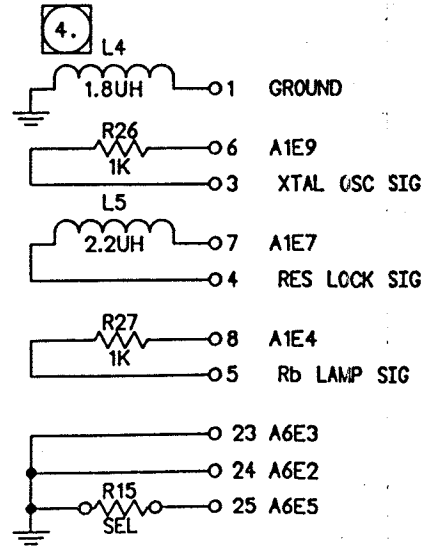 4.
L4
1.8UH
1 GROUND
R26
1K
6 A1E9
3 XTAL OSC SIG
L5
2.2UH
7 A1E7
4 RES LOCK SIG
R27
1K
8 A1E4
5 Rb LAMP SIG
23 A6E3
24 A6E2
R15
SEL
25 A6E5